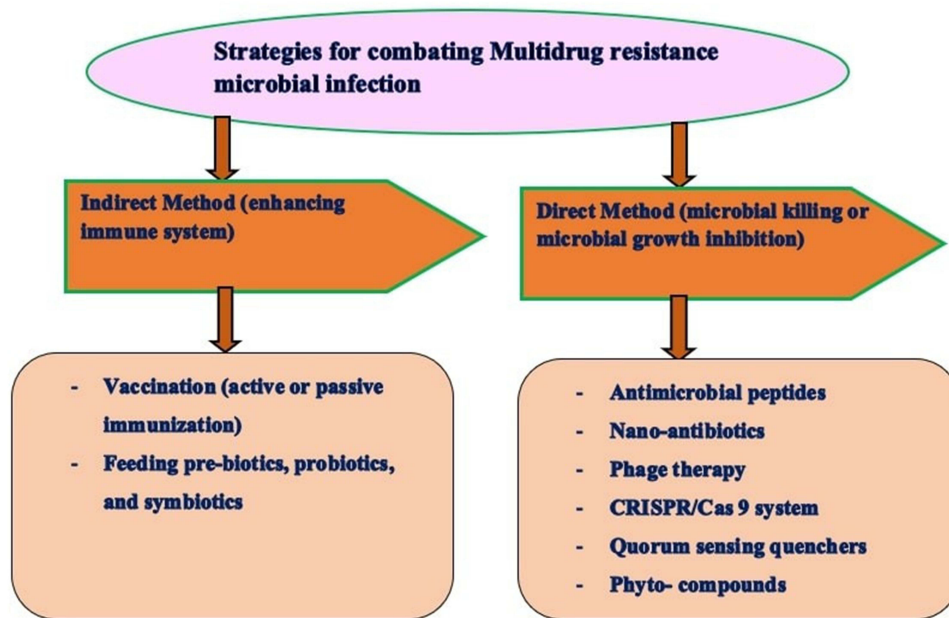 Strategies for combating Multidrug resistance
microbial infection
Indirect Method (enhancing
immune system)
Direct Method (microbial killing or
microbial growth inhibition)
- Vaccination (active or passive
immunization)
- Feeding pre-biotics, probiotics,
and symbiotics
- Antimicrobial peptides
- Nano-antibiotics
- Phage therapy
- CRISPR/Cas 9 system
- Quorum sensing quenchers
- Phyto- compounds